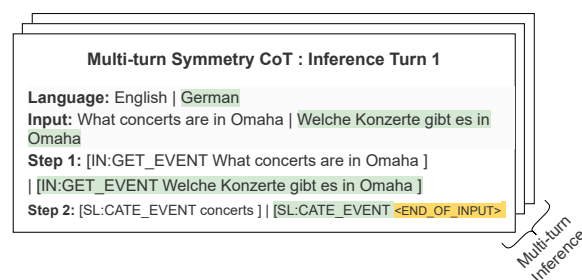 Multi-turn Symmetry CoT : Inference Turn 1
Language: English | German
Input: What concerts are in Omaha | Welche Konzerte gibt es in
Omaha
Step 1: [IN:GET_EVENT What concerts are in Omaha ]
| [IN:GET_EVENT Welche Konzerte gibt es in Omaha ]
Step 2: [SL:CATE_EVENT concerts ] | [SL:CATE_EVENT <END_OF_INPUT>
Multi-turn
Inference